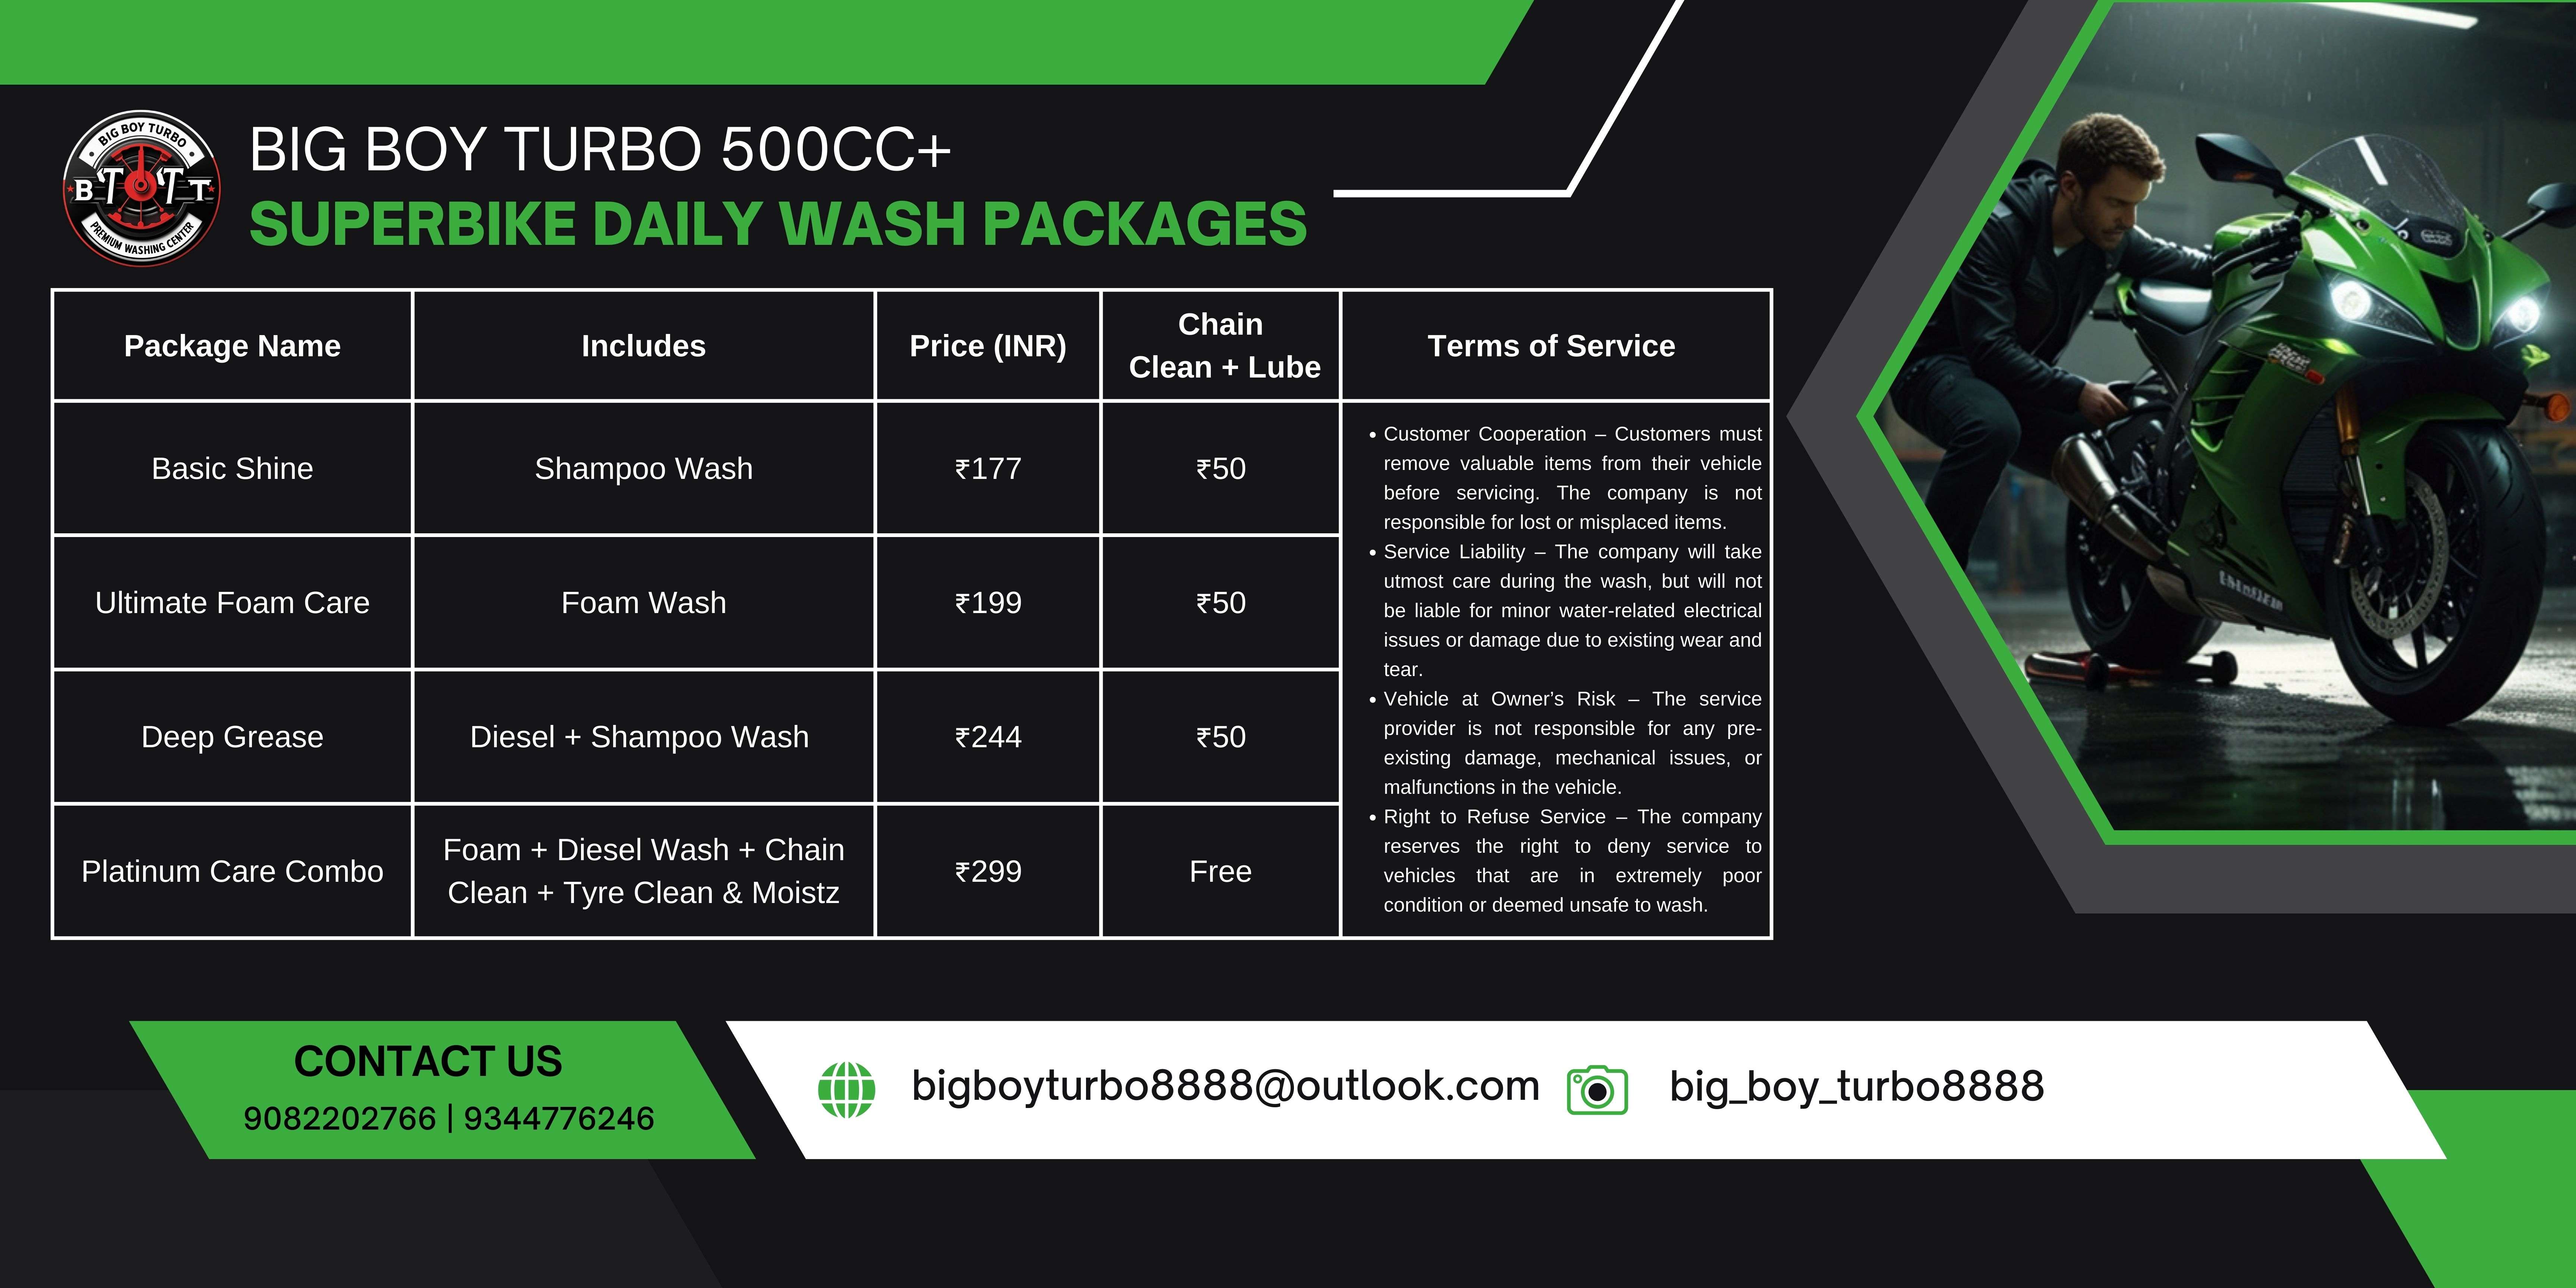 BIG BOY TURBO
B T T T
PREMIUM WASHING CENTER
BIG BOY TURBO 500CC+
SUPERBIKE DAILY WASH PACKAGES
Package Name
Includes
Price (INR)
Chain
Clean + Lube
Terms of Service
Basic Shine
Shampoo Wash
₹177
₹50
Ultimate Foam Care
Foam Wash
₹199
₹50
Deep Grease
Diesel + Shampoo Wash
₹244
₹50
Platinum Care Combo
Foam + Diesel Wash + Chain
Clean + Tyre Clean & Moistz
₹299
Free
• Customer Cooperation – Customers must
remove valuable items from their vehicle
before servicing. The company is not
responsible for lost or misplaced items.
• Service Liability – The company will take
utmost care during the wash, but will not
be liable for minor water-related electrical
issues or damage due to existing wear and
tear.
• Vehicle at Owner’s Risk – The service
provider is not responsible for any pre-
existing damage, mechanical issues, or
malfunctions in the vehicle.
• Right to Refuse Service – The company
reserves the right to deny service to
vehicles that are in extremely poor
condition or deemed unsafe to wash.
CONTACT US
9082202766 | 9344776246
bigboyturbo8888@outlook.com
big_boy_turbo8888